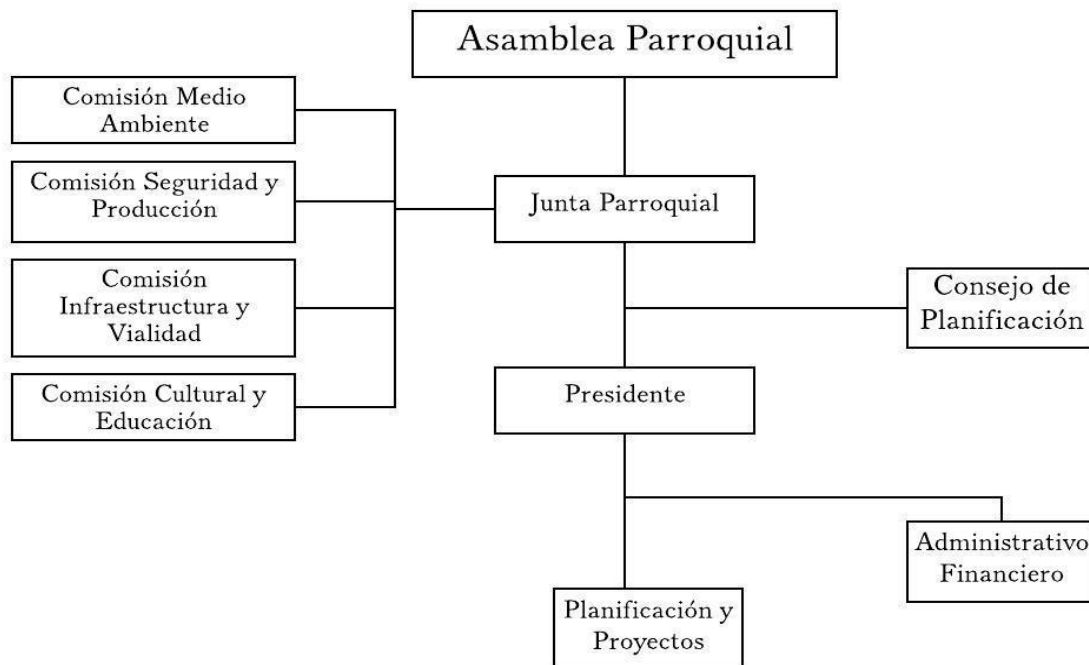 Asamblea Parroquial
Comisión Medio
Ambiente
Comisión Seguridad y
Producción
Comisión
Infraestructura y
Vialidad
Comisión Cultural y
Educación
Junta Parroquial
Consejo de
Planificación
Presidente
Administrativo
Financiero
Planificación y
Proyectos